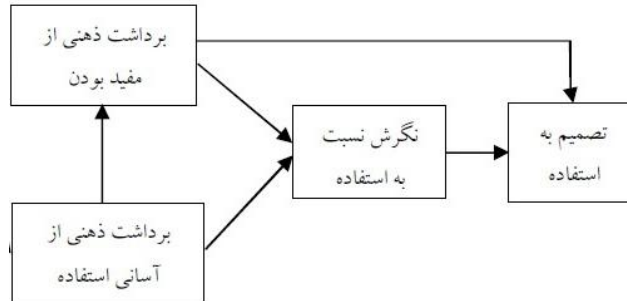 برداشت ذهنی از
مفید بودن
نگرش نسبت
به استفاده
تصمیم به
استفاده
برداشت ذهنی از
آسانی استفاده